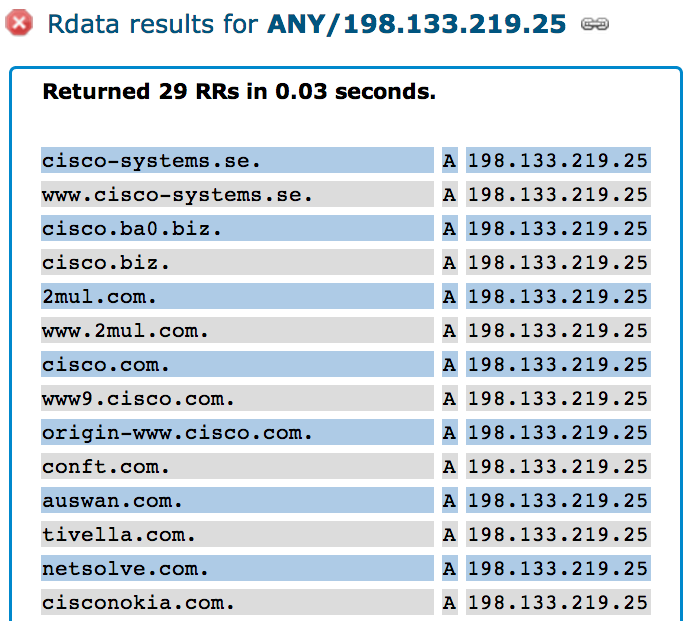 Rdata results for ANY/198.133.219.25
Returned 29 RRs in 0.03 seconds.
cisco-systems.se. A 198.133.219.25
www.cisco-systems.se. A 198.133.219.25
cisco.ba0.biz. A 198.133.219.25
cisco.biz. A 198.133.219.25
2mul.com. A 198.133.219.25
www.2mul.com. A 198.133.219.25
cisco.com. A 198.133.219.25
www9.cisco.com. A 198.133.219.25
origin-www.cisco.com. A 198.133.219.25
conft.com. A 198.133.219.25
auswan.com. A 198.133.219.25
tivella.com. A 198.133.219.25
netsolve.com. A 198.133.219.25
cisconokia.com. A 198.133.219.25